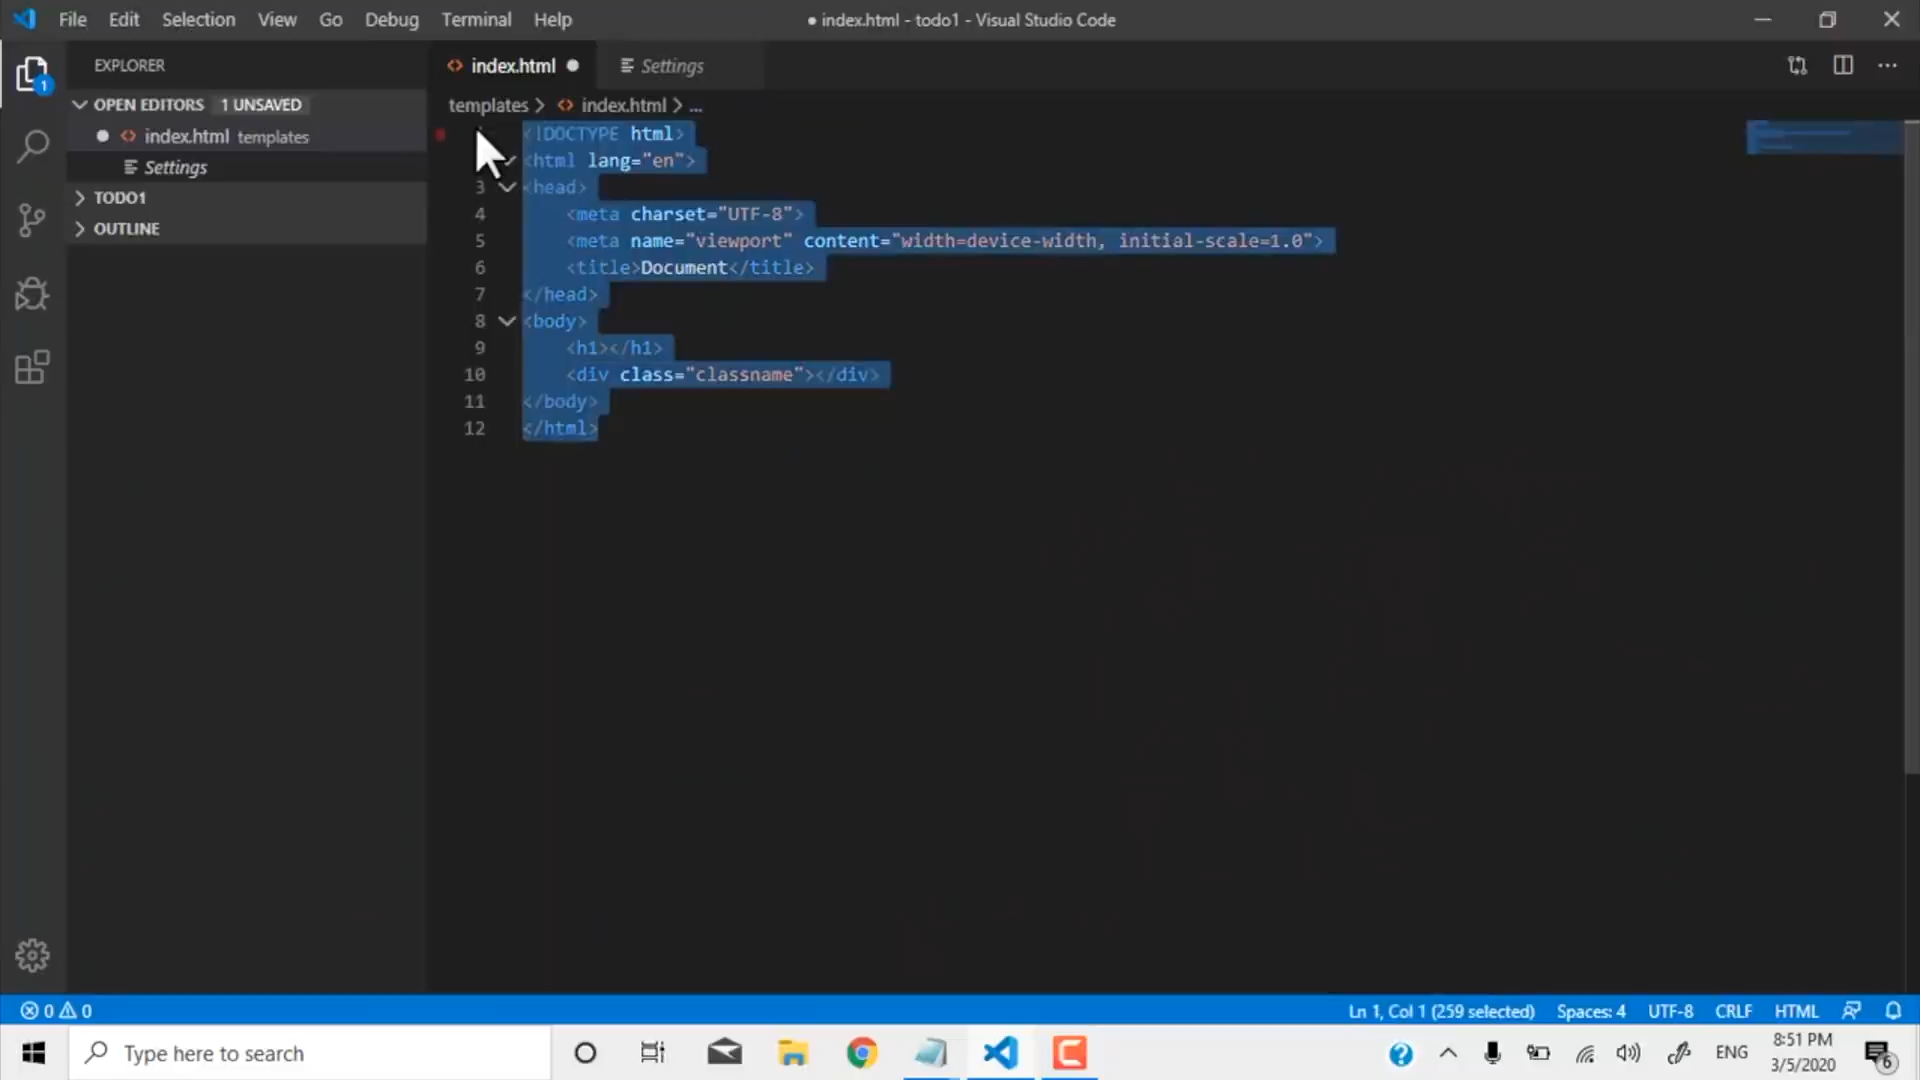 File Edit Selection View Go Debug Terminal Help
● index.html - todo1 - Visual Studio Code
EXPLORER
OPEN EDITORS 1 UNSAVED
index.html templates
Settings
TODO1
OUTLINE
index.html ● Settings
templates > index.html > ...
<!DOCTYPE html>
<html lang="en">
3 <head>
4 <meta charset="UTF-8">
5 <meta name="viewport" content="width=device-width, initial-scale=1.0">
6 <title>Document</title>
7 </head>
8 <body>
9 <h1></h1>
10 <div class="classname"></div>
11 </body>
12 </html>
0 0
Ln 1, Col 1 (259 selected) Spaces: 4 UTF-8 CRLF HTML
Type here to search
ENG
8:51 PM
3/5/2020
1
6